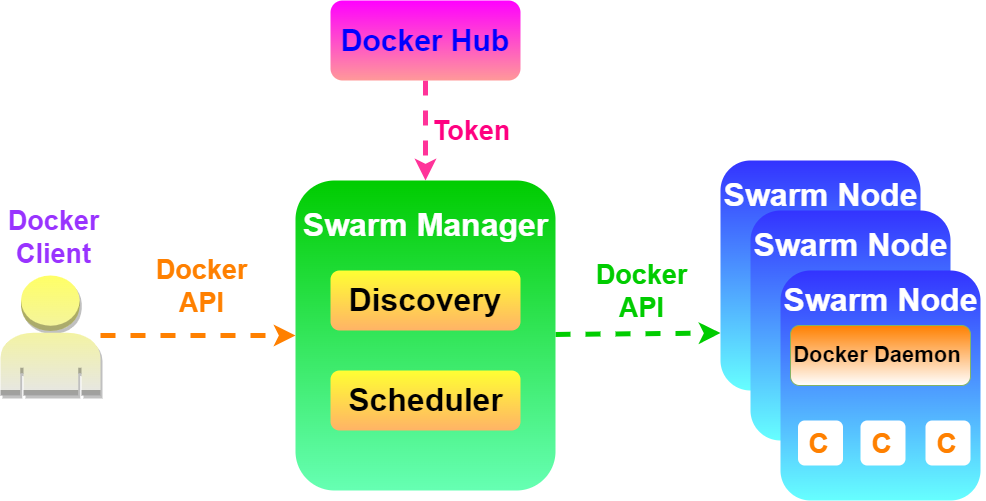 Docker Hub
Token
Docker
Client
Docker
API
Swarm Manager
Discovery
Scheduler
Docker
API
Swarm Node
Swarm Node
Swarm Node
Docker Daemon
C C C